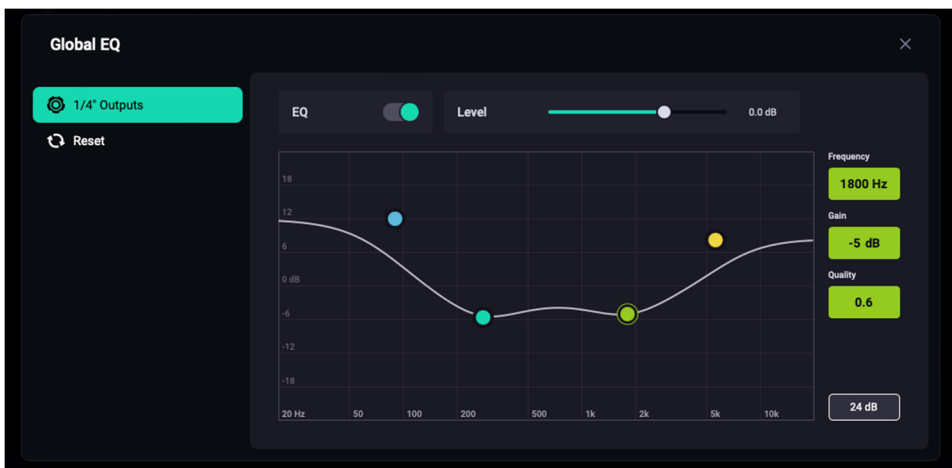 Global EQ
1/4" Outputs
Reset
EQ
Level
0.0 dB
18
12
6
0 dB
-6
-12
-18
20 Hz 50 100 200 500 1k 2k 5k 10k
Frequency
1800 Hz
Gain
-5 dB
Quality
0.6
24 dB